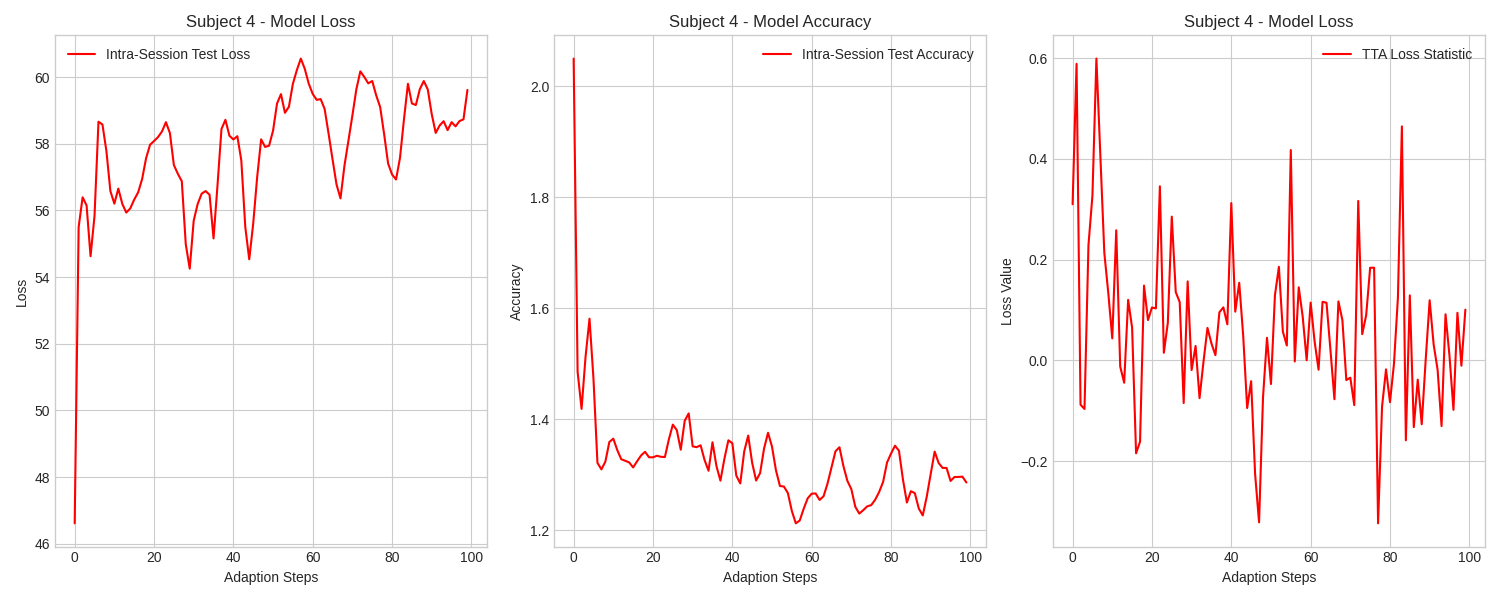 Subject 4 - Model Loss
Intra-Session Test Loss
Loss
60
58
56
54
52
50
48
46
0 20 40 60 80 100
Adaption Steps
Subject 4 - Model Accuracy
Intra-Session Test Accuracy
Accuracy
2.0
1.8
1.6
1.4
1.2
0 20 40 60 80 100
Adaption Steps
Subject 4 - Model Loss
TTA Loss Statistic
Loss Value
0.6
0.4
0.2
0.0
−0.2
0 20 40 60 80 100
Adaption Steps